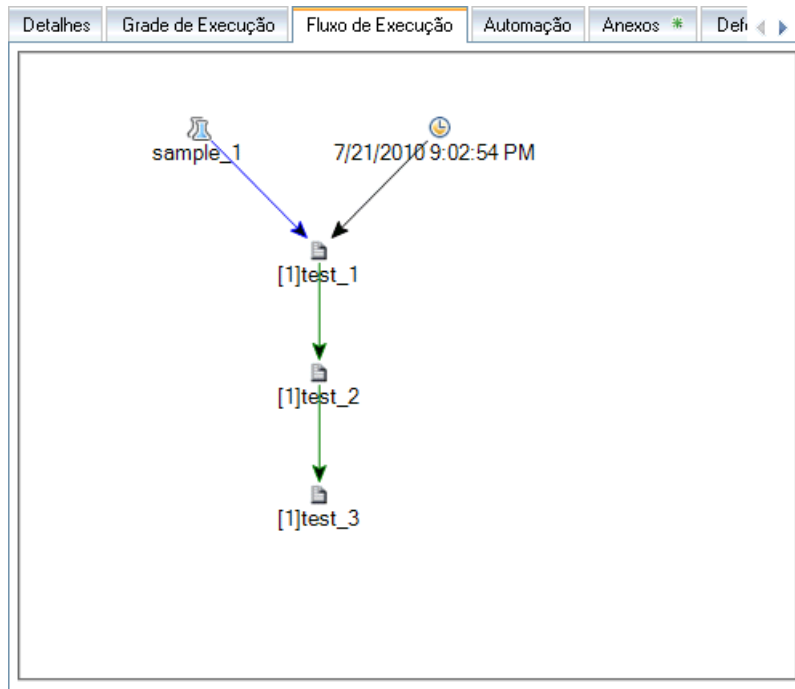 Detalhes Grade de Execução Fluxo de Execução Automação Anexos * Defe
sample_1 7/21/2010 9:02:54 PM
[1]test_1
[1]test_2
[1]test_3